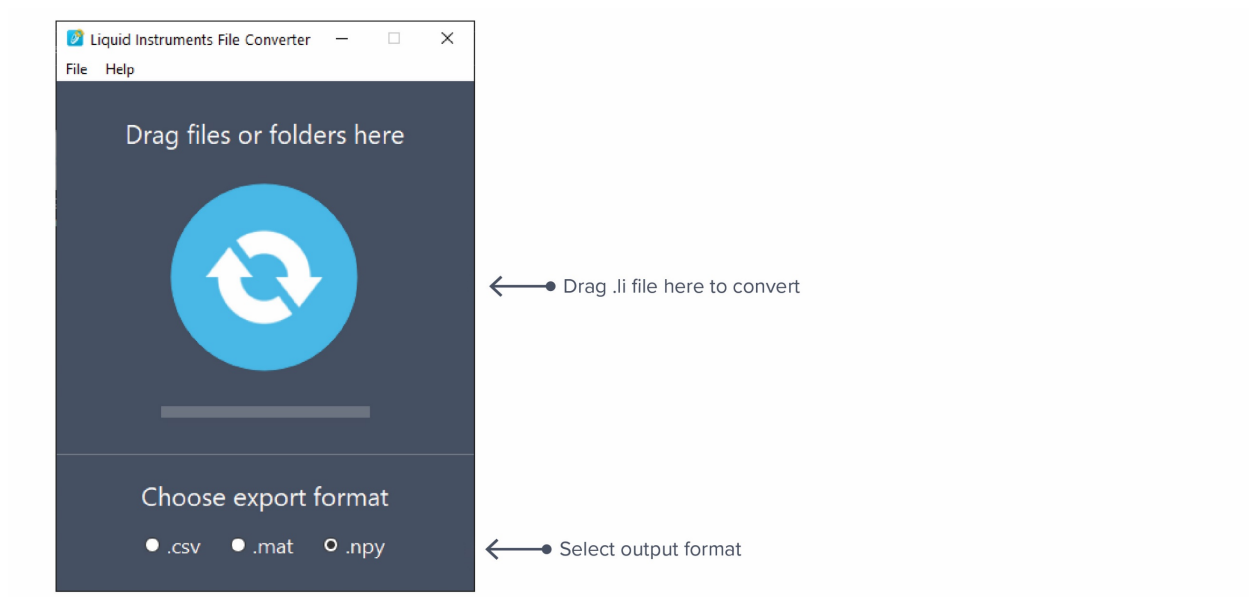 Liquid Instruments File Converter
File Help
Drag files or folders here
Drag .li file here to convert
Choose export format
.csv .mat .npy
Select output format